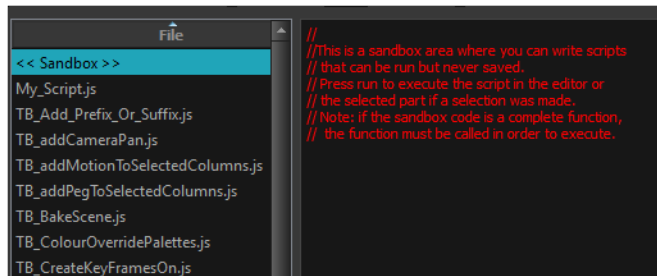 File
<< Sandbox >>
My_Script.js
TB_Add_Prefix_Or_Suffix.js
TB_addCameraPan.js
TB_addMotionToSelectedColumns.js
TB_addPegToSelectedColumns.js
TB_BakeScene.js
TB_ColourOverridePalettes.js
TB_CreateKeyFramesOn.js
//
//This is a sandbox area where you can write scripts
// that can be run but never saved.
// Press run to execute the script in the editor or
// the selected part if a selection was made.
// Note: if the sandbox code is a complete function,
// the function must be called in order to execute.